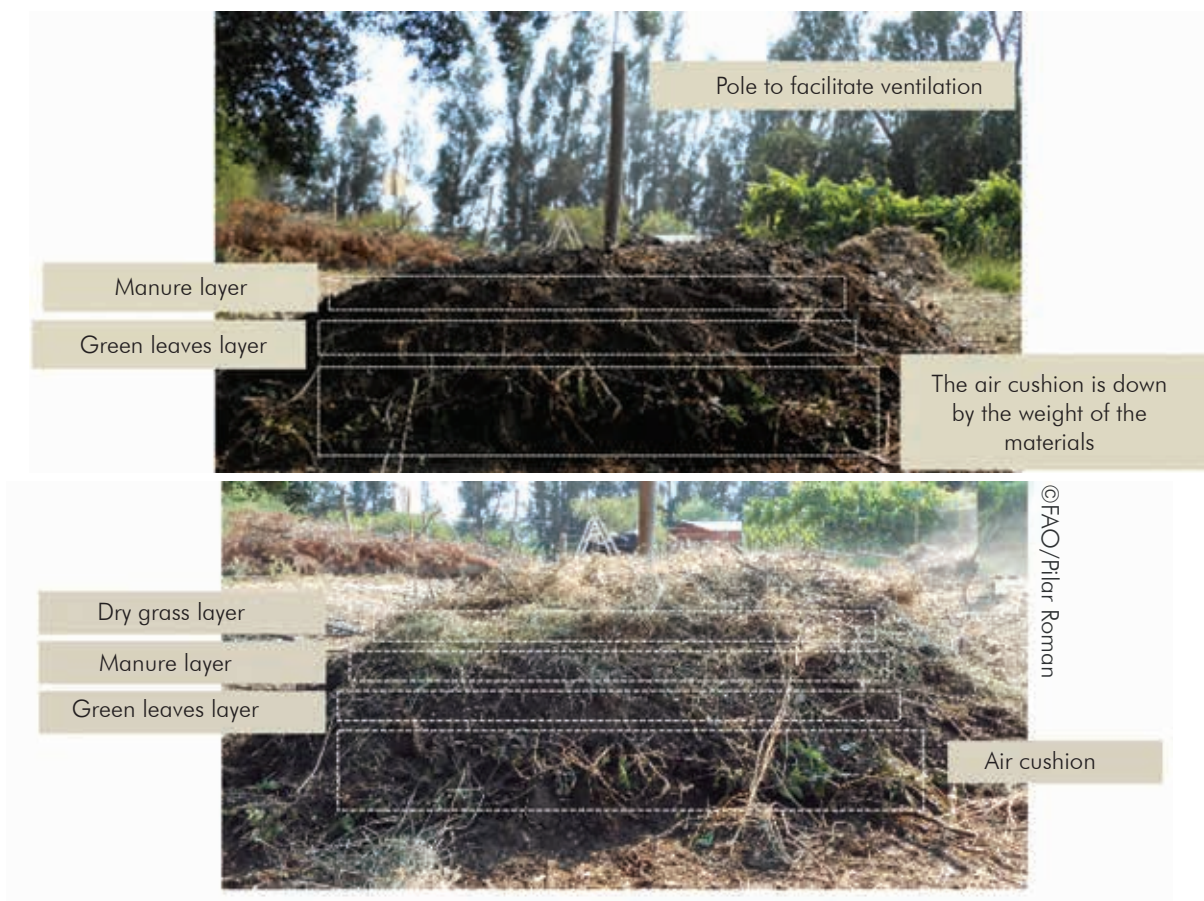 Pole to facilitate ventilation
Manure layer
Green leaves layer
The air cushion is down
by the weight of the
materials
©FAO/Pilar Roman
Dry grass layer
Manure layer
Green leaves layer
Air cushion